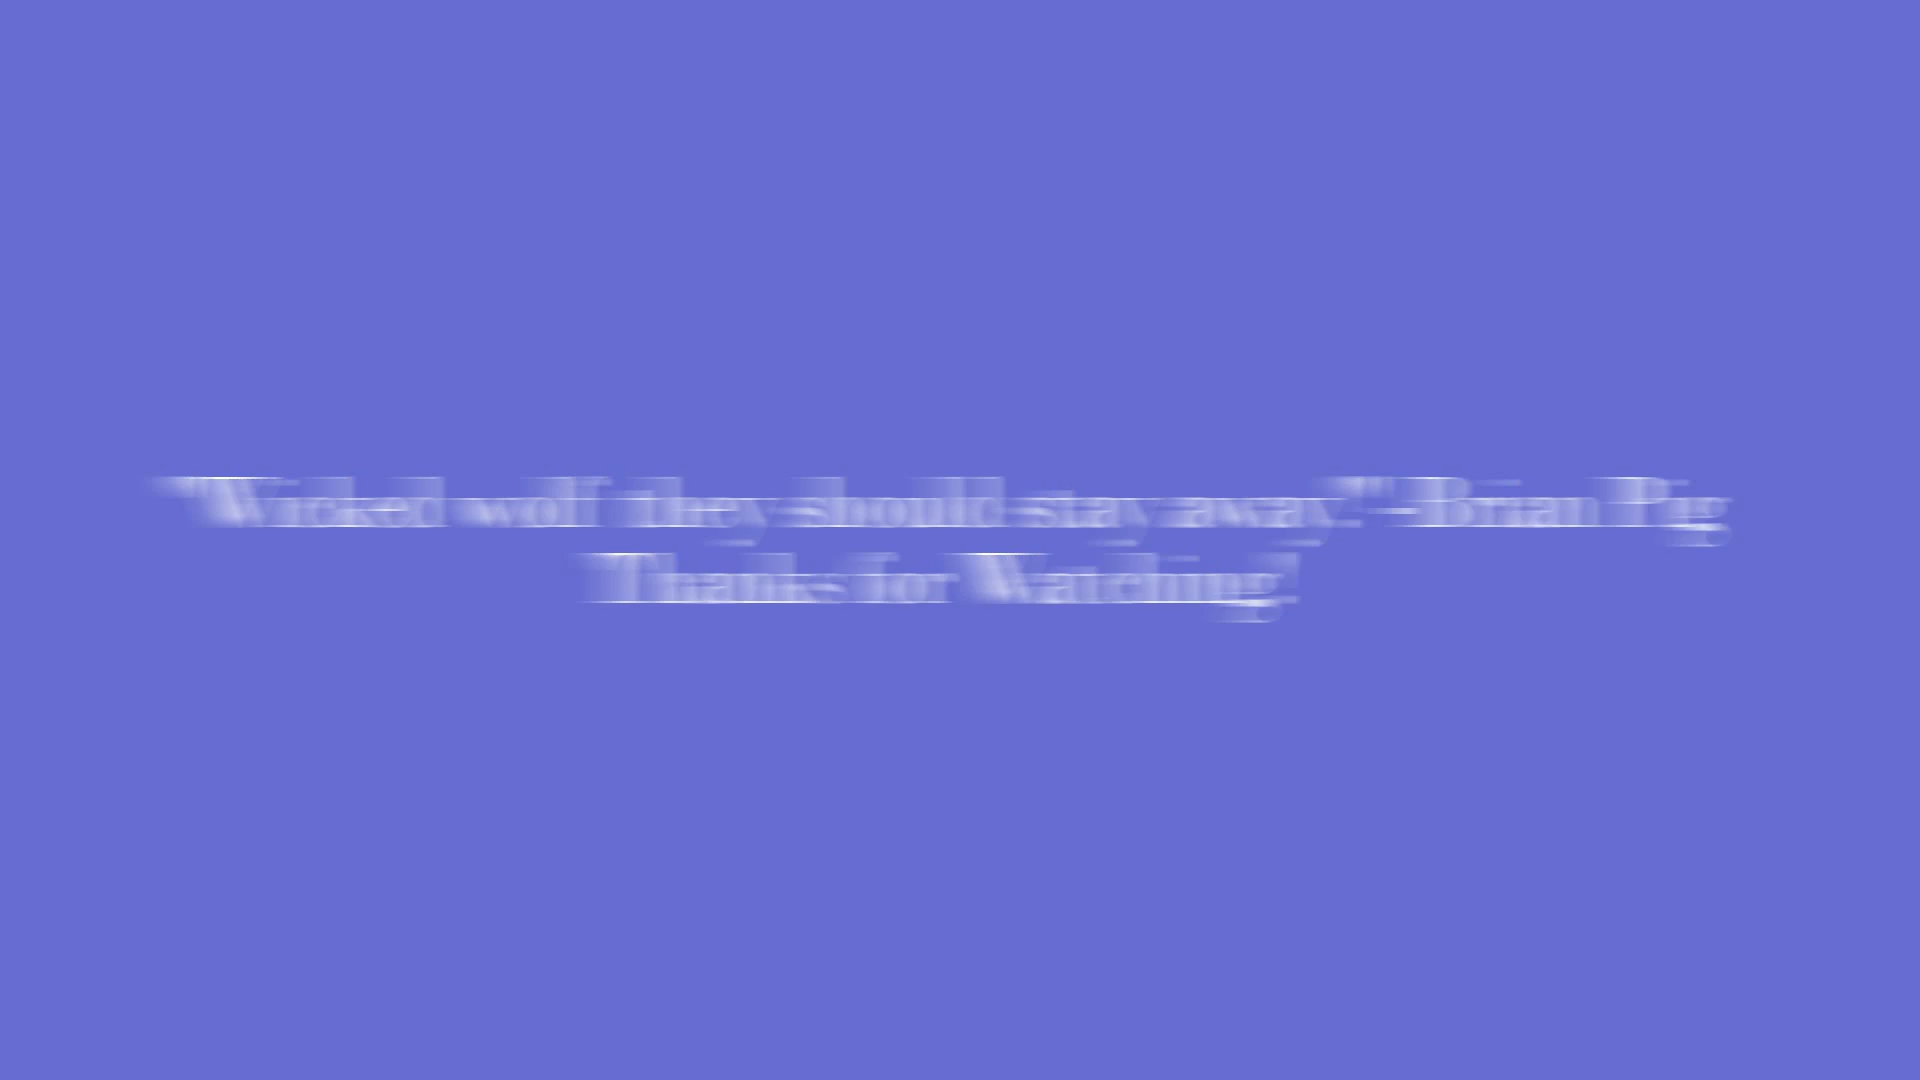 "Wicked wolf they should stay away." - Brian Pig
Thanks for Watching!